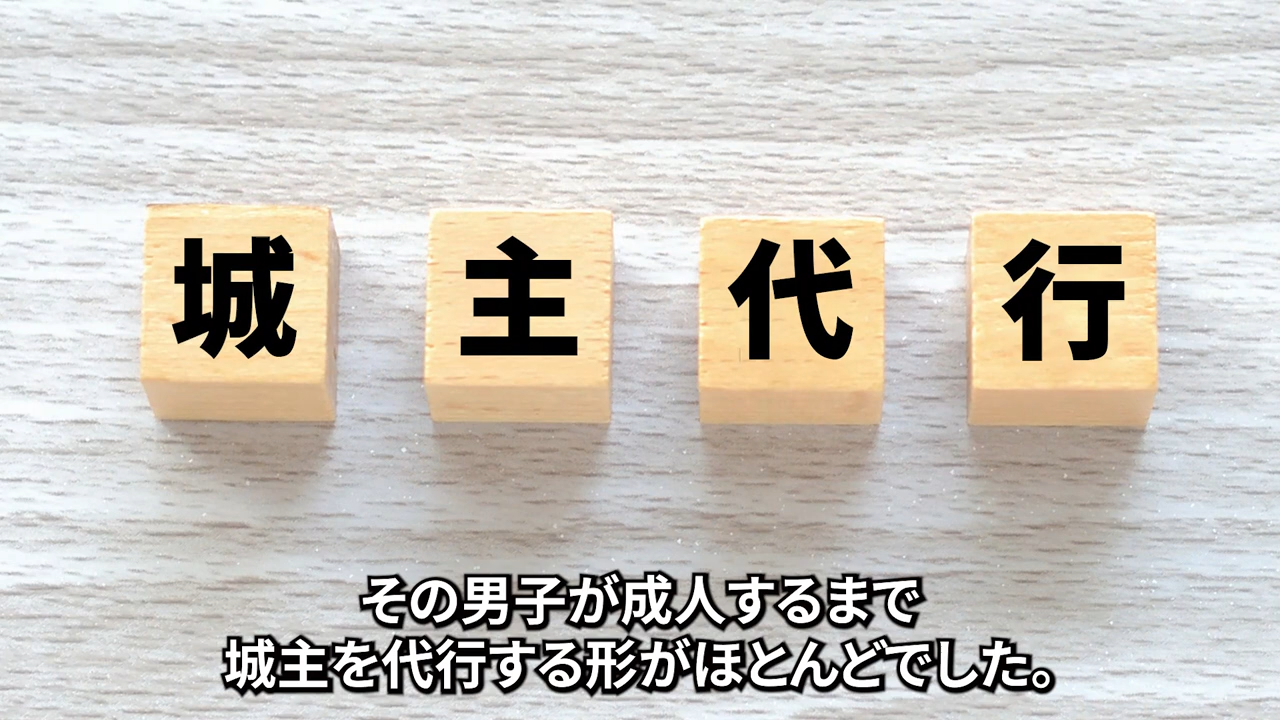 城主代行
その男子が成人するまで
城主を代行する形がほとんどでした。